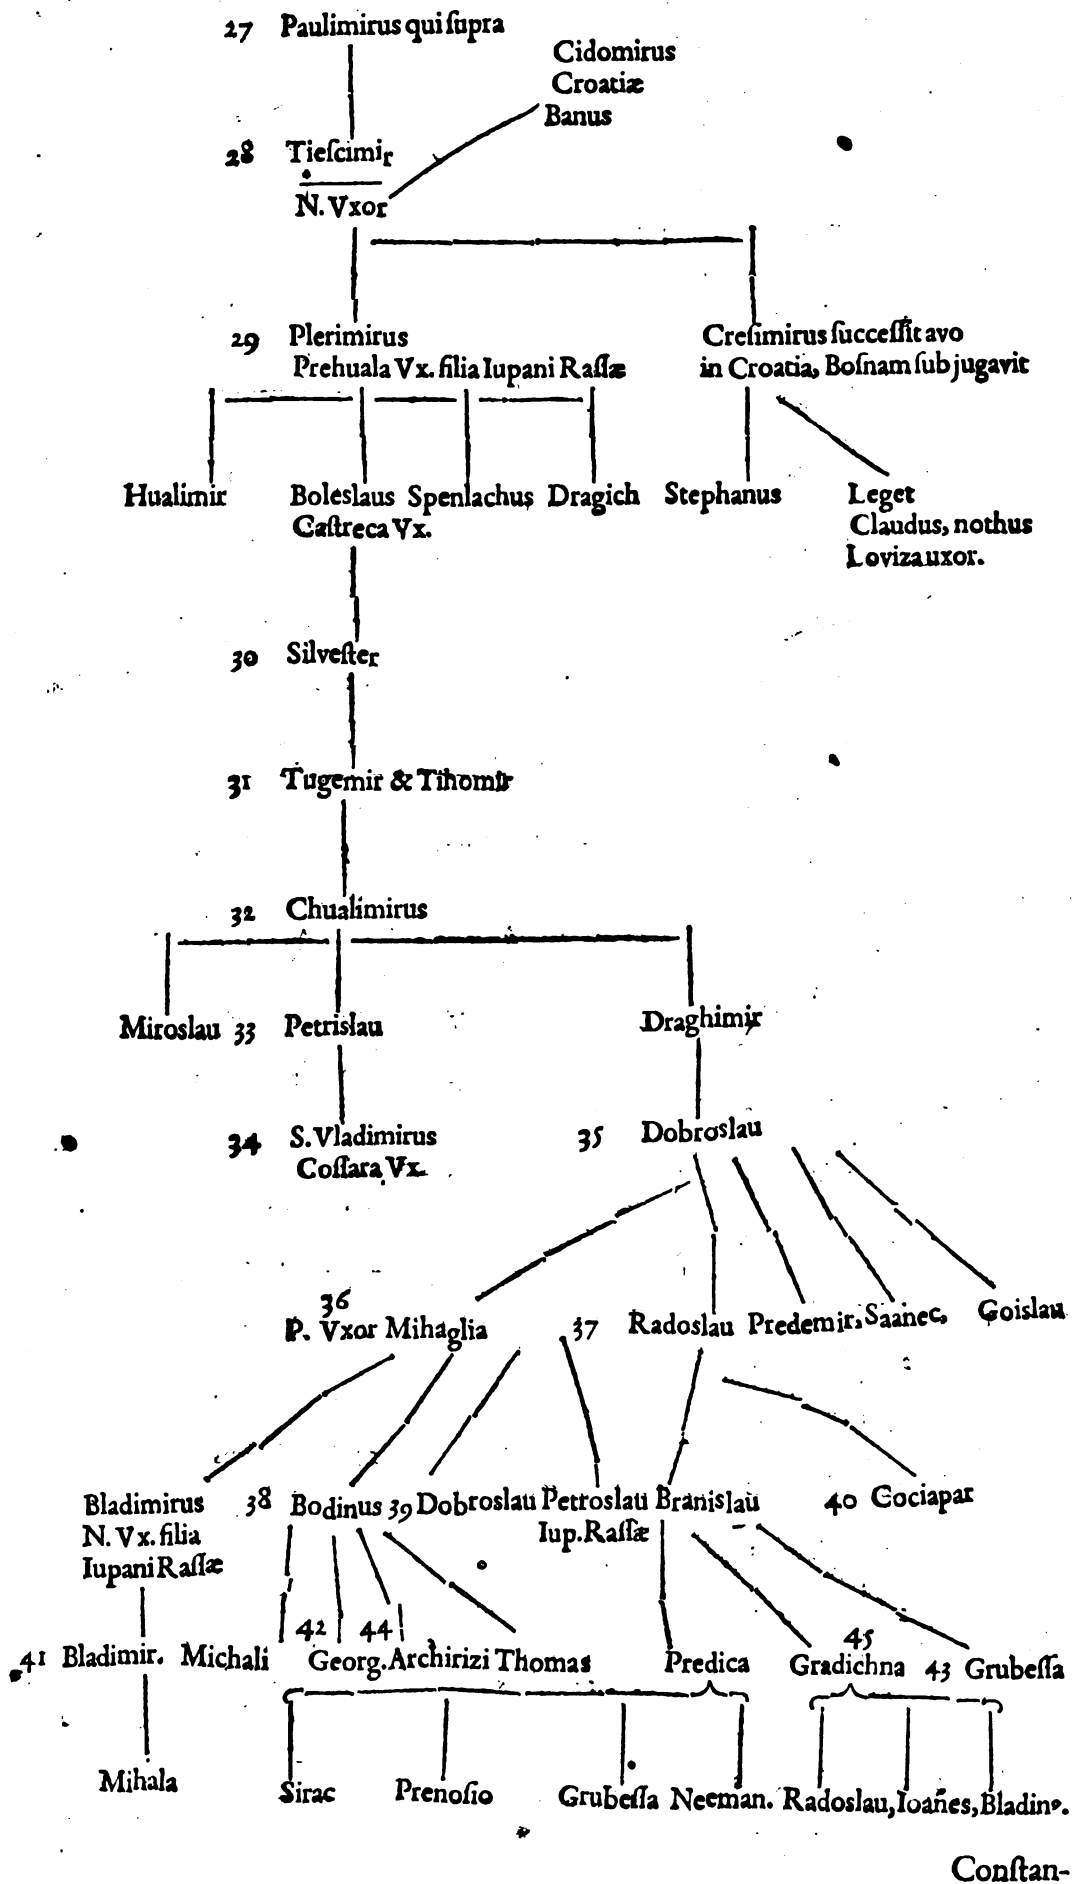 27 Paulimirus qui ſupra
Cidomirus
Croatiæ
Banus
28 Tieſcimir
N. Vxor
29 Plerimirus
Prehuala Vx. filia Iupani Raſſæ
Creſimirus ſucceſſit avo
in Croatia, Boſnam ſubjugavit
Hualimir
Boleslaus Spenlachus Dragich Stephanus
Caſtreca Vx.
Leget
Claudus, nothus
Loviza uxor.
30 Silveſter
31 Tugemir & Tihomir
32 Chualimirus
Miroslau 33 Petrislau Draghimir
34 S. Vladimirus
Coſſara Vx.
35 Dobroslau
36
P. Vxor Mihaglia
37 Radoslau Predemir, Saanec, Goislau
Bladimirus
N. Vx. filia
Iupani Raſſæ
38 Bodinus 39 Dobroslau Petroslau Branislau 40 Cociapar
Iup. Raſſæ
42 44 45
41 Bladimir. Michali Georg. Archirizi Thomas Predica Gradichna 43 Grubeſſa
Mihala Sirac Prenoſio Grubeſſa Neeman. Radoslau, Ioañes, Bladinꝰ.
Conſtan-